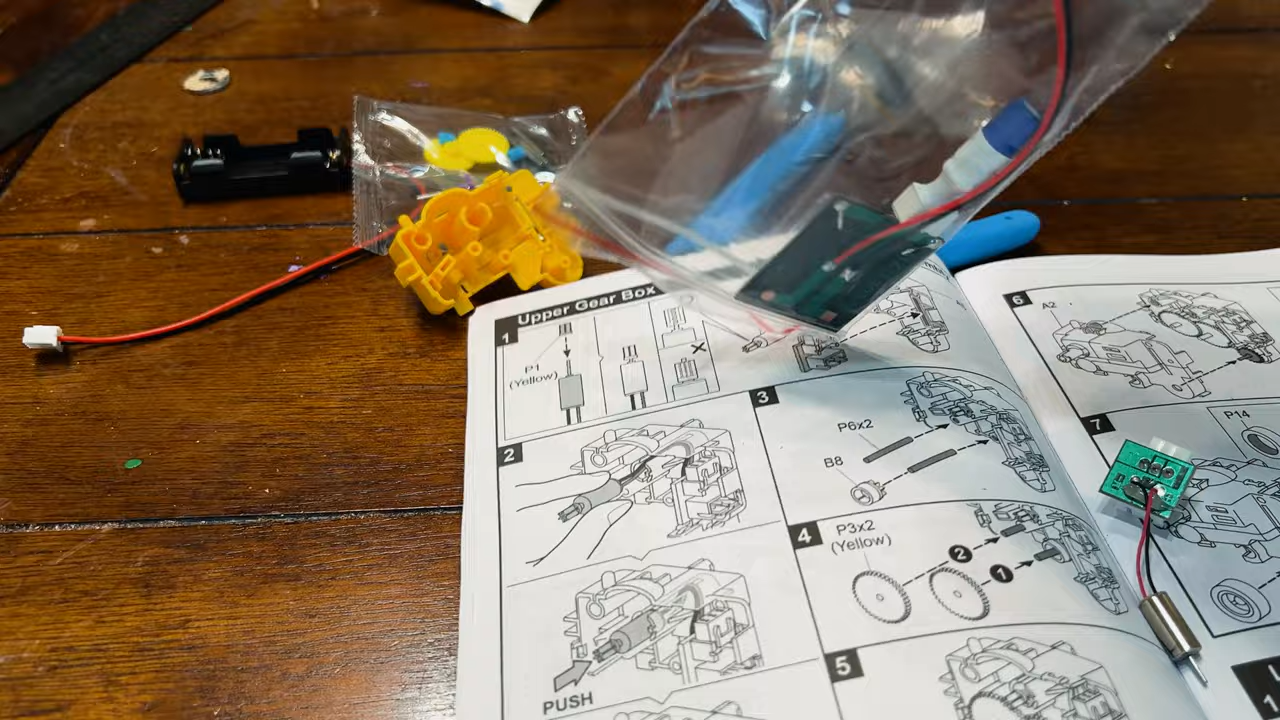 Upper Gear Box
1
P1
(Yellow)
2
PUSH
3
P6x2
B8
4
P3x2
(Yellow)
2
1
5
6
A2
7
P14